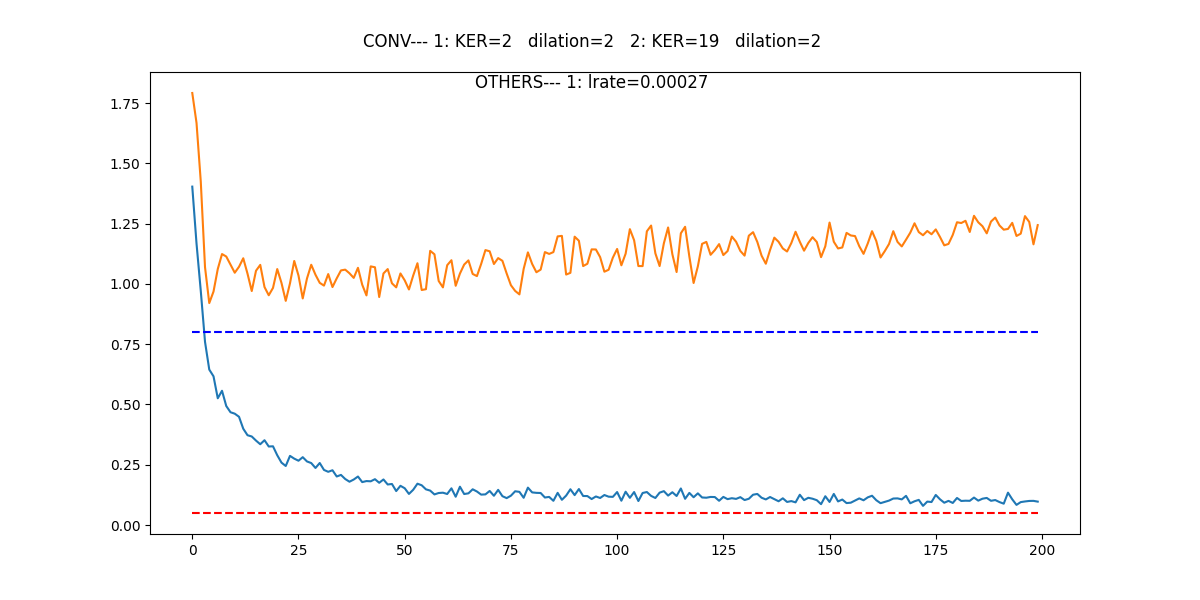 CONV--- 1: KER=2   dilation=2   2: KER=19   dilation=2
OTHERS--- 1: lrate=0.00027
1.75
1.50
1.25
1.00
0.75
0.50
0.25
0.00
0 25 50 75 100 125 150 175 200